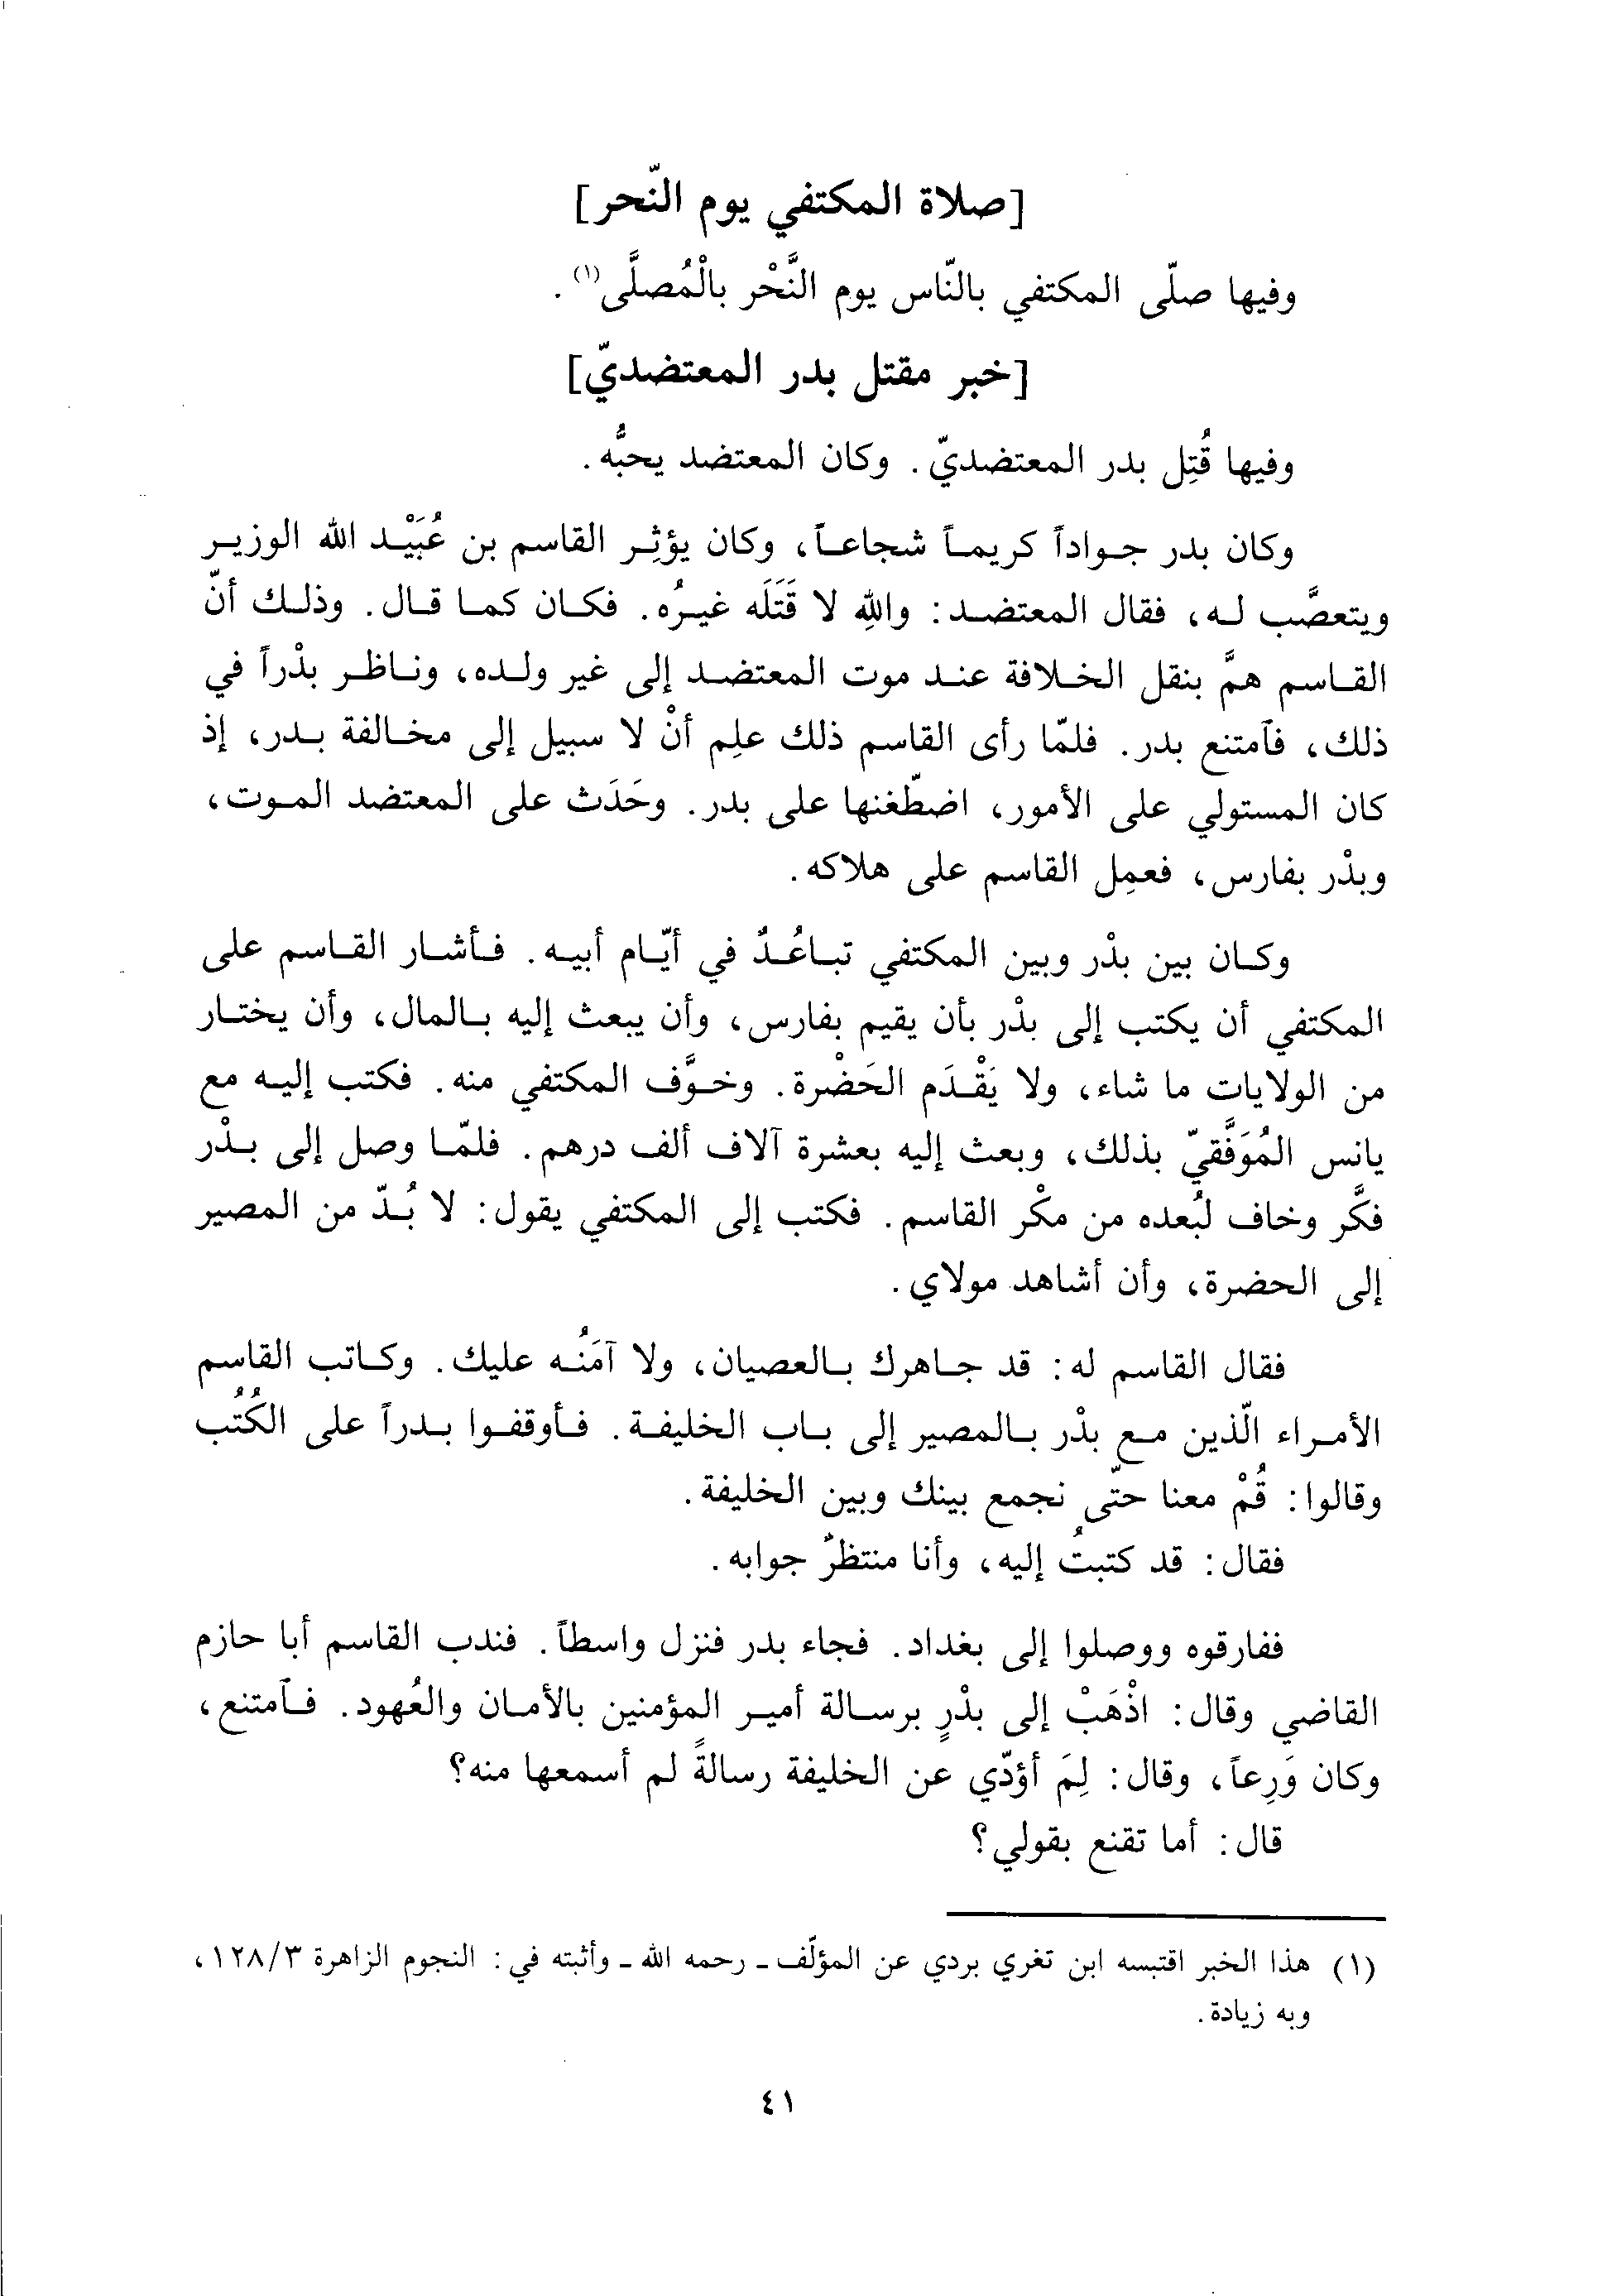 [صلاة المكتفي يوم النّحر]
وفيها صلّى المكتفي بالنّاس يوم النَّحْر بالْمُصلَّى(١).
[خبر مقتل بدر المعتضديّ]
وفيها قُتِل بدر المعتضديّ. وكان المعتضد يحبُّه.
وكان بدر جواداً كريماً شجاعاً، وكان يؤثِر القاسم بن عُبَيْد الله الوزير
ويتعصَّب له، فقال المعتضد: واللهِ لا قَتَلَه غيرُه. فكان كما قال. وذلك أنّ
القاسم همَّ بنقل الخلافة عند موت المعتضد إلى غير ولده، وناظر بدْراً في
ذلك، فآمتنع بدر. فلمّا رأى القاسم ذلك علِم أنْ لا سبيل إلى مخالفة بدر، إذ
كان المستولي على الأمور، اضطّغنها على بدر. وحَدَث على المعتضد الموت،
وبدْر بفارس، فعمِل القاسم على هلاكه.
وكان بين بدْر وبين المكتفي تباعُدٌ في أيّام أبيه. فأشار القاسم على
المكتفي أن يكتب إلى بدْر بأن يقيم بفارس، وأن يبعث إليه بالمال، وأن يختار
من الولايات ما شاء، ولا يَقْدَم الحَضْرة. وخوَّف المكتفي منه. فكتب إليه مع
يانس المُوَفَّقيّ بذلك، وبعث إليه بعشرة آلاف ألف درهم. فلمّا وصل إلى بدْر
فكَّر وخاف لبُعده من مكْر القاسم. فكتب إلى المكتفي يقول: لا بُدّ من المصير
إلى الحضرة، وأن أشاهد مولاي.
فقال القاسم له: قد جاهرك بالعصيان، ولا آمَنُه عليك. وكاتب القاسم
الأمراء الّذين مع بدْر بالمصير إلى باب الخليفة. فأوقفوا بدراً على الكُتُب
وقالوا: قُمْ معنا حتّى نجمع بينك وبين الخليفة.
فقال: قد كتبتُ إليه، وأنا منتظرٌ جوابه.
ففارقوه ووصلوا إلى بغداد. فجاء بدر فنزل واسطاً. فندب القاسم أبا حازم
القاضي وقال: اذْهَبْ إلى بدْرٍ برسالة أمير المؤمنين بالأمان والعُهود. فآمتنع،
وكان وَرِعاً، وقال: لِمَ أؤدّي عن الخليفة رسالةً لم أسمعها منه؟
قال: أما تقنع بقولي؟
(١) هذا الخبر اقتبسه ابن تغري بردي عن المؤلّف - رحمه الله - وأثبته في: النجوم الزاهرة ١٢٨/٣،
وبه زيادة.
٤١